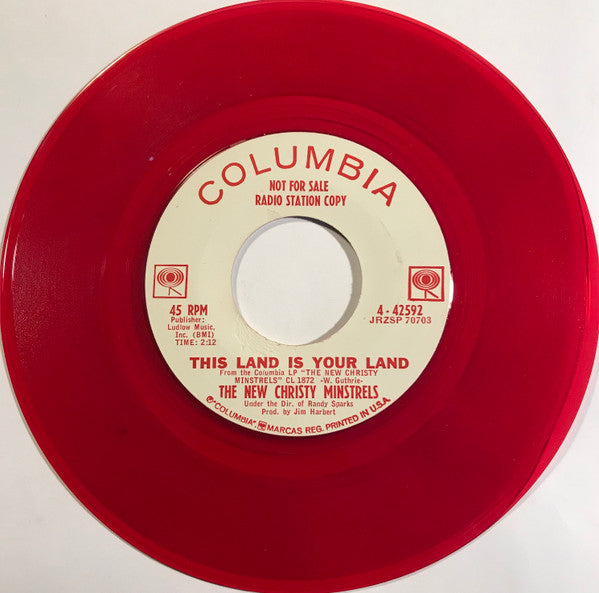 COLUMBIA
NOT FOR SALE
RADIO STATION COPY
45 RPM
Publisher:
Ludlow Music,
Inc. (BMI)
TIME: 2:12
4-42592
JRZSP 70703
THIS LAND IS YOUR LAND
From the Columbia LP "THE NEW CHRISTY
MINSTRELS" CL 1872 -W. Guthrie-
THE NEW CHRISTY MINSTRELS
Under the Dir. of Randy Sparks
Prod. by Jim Harbert
"COLUMBIA", MARCAS REG. PRINTED IN U.S.A.